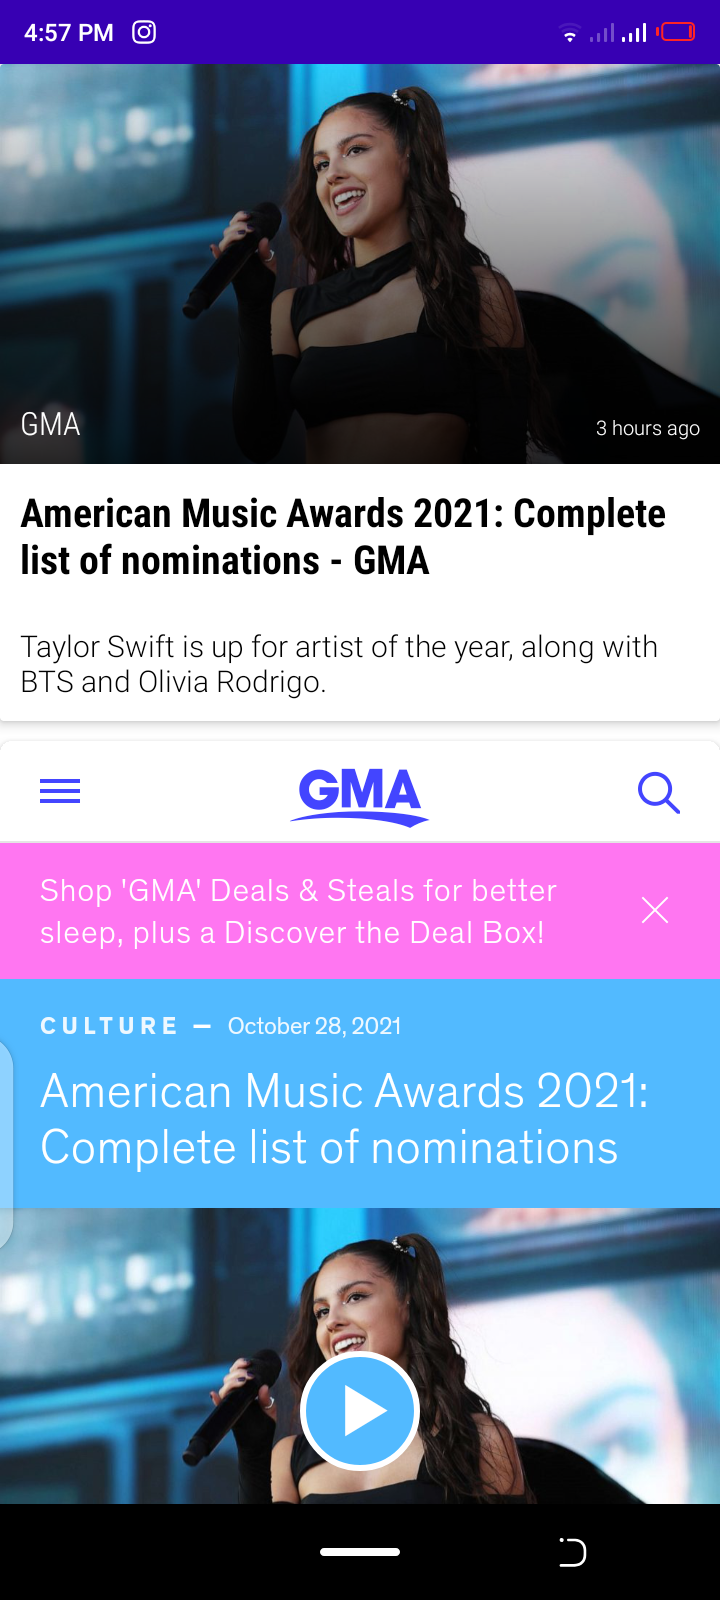 4:57 PM
GMA
3 hours ago
American Music Awards 2021: Complete
list of nominations - GMA
Taylor Swift is up for artist of the year, along with
BTS and Olivia Rodrigo.
GMA
Shop 'GMA' Deals & Steals for better
sleep, plus a Discover the Deal Box!
CULTURE — October 28, 2021
American Music Awards 2021:
Complete list of nominations